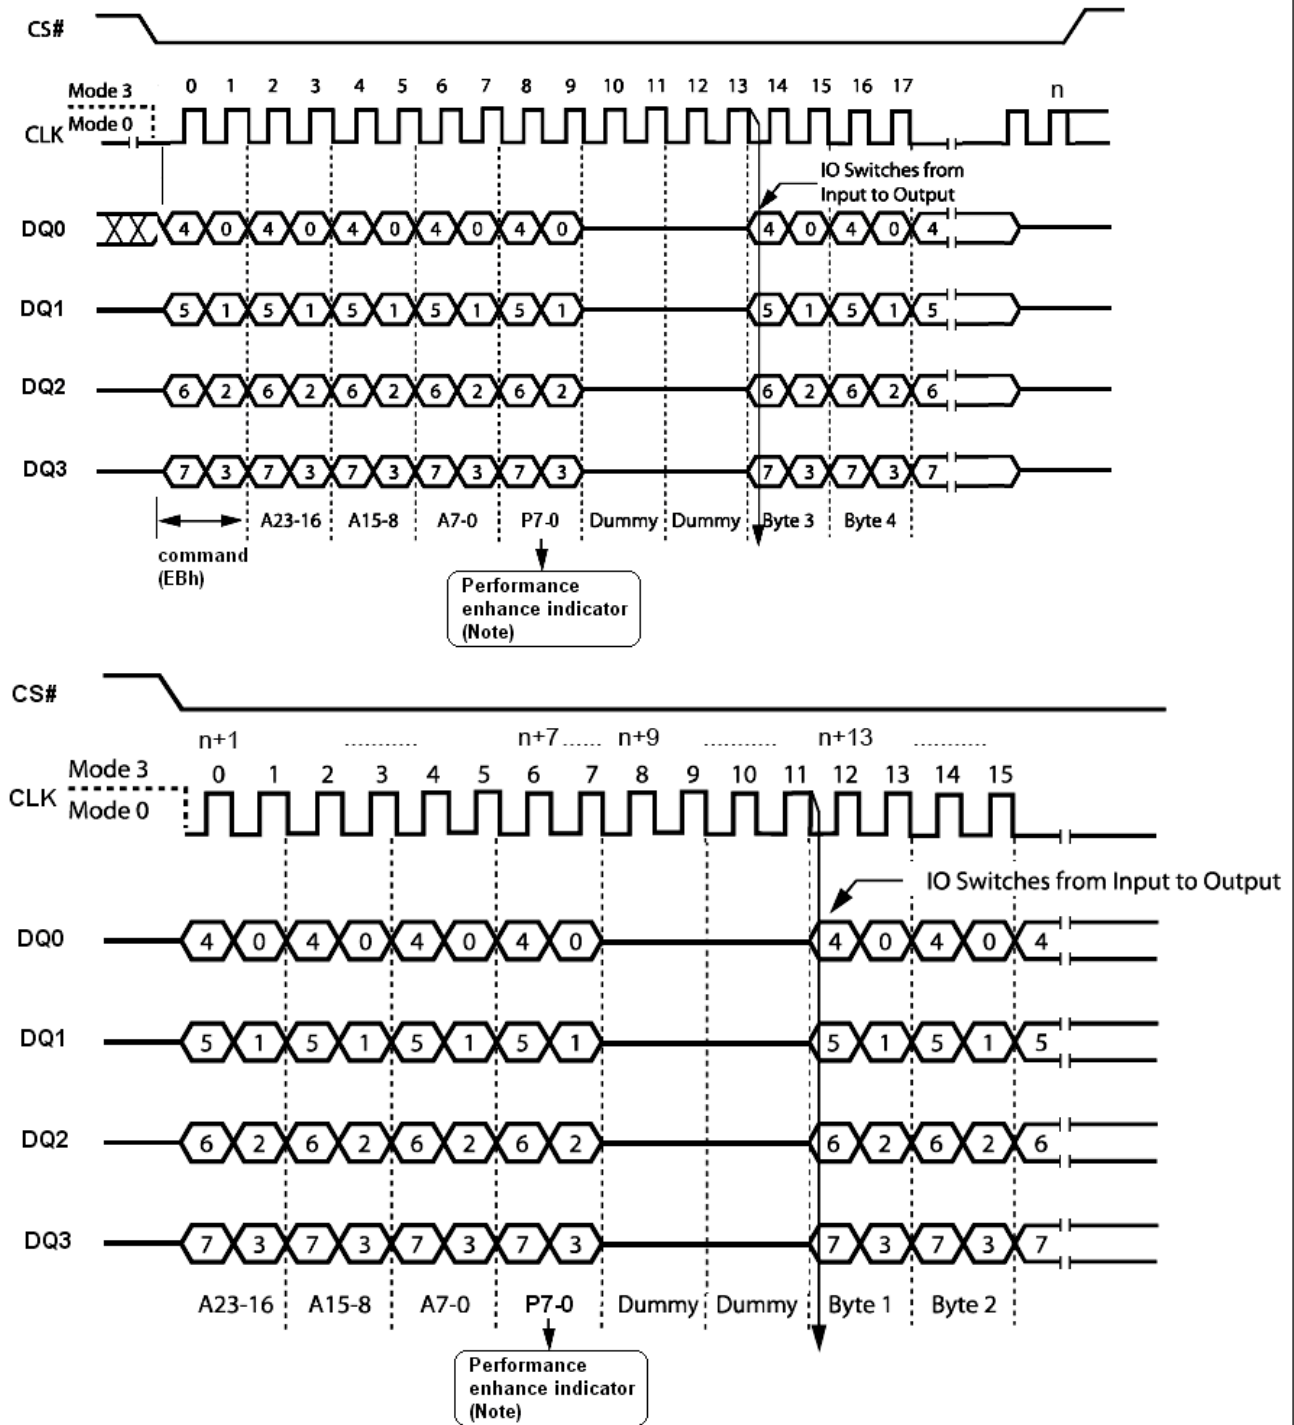 CS#
0 1 2 3 4 5 6 7 8 9 10 11 12 13 14 15 16 17 n
Mode 3
Mode 0
CLK
IO Switches from
Input to Output
DQ0 4 0 4 0 4 0 4 0 4 0 4 0 4 0 4
DQ1 5 1 5 1 5 1 5 1 5 1 5 1 5 1 5
DQ2 6 2 6 2 6 2 6 2 6 2 6 2 6 2 6
DQ3 7 3 7 3 7 3 7 3 7 3 7 3 7 3 7
A23-16 A15-8 A7-0 P7-0 Dummy Dummy Byte 3 Byte 4
command
(EBh)
Performance
enhance indicator
(Note)
CS#
n+1 ........... n+7...... n+9 ........... n+13 ...........
Mode 3
0 1 2 3 4 5 6 7 8 9 10 11 12 13 14 15
CLK
Mode 0
IO Switches from Input to Output
DQ0 4 0 4 0 4 0 4 0 4 0 4 0 4
DQ1 5 1 5 1 5 1 5 1 5 1 5 1 5
DQ2 6 2 6 2 6 2 6 2 6 2 6 2 6
DQ3 7 3 7 3 7 3 7 3 7 3 7 3 7
A23-16 A15-8 A7-0 P7-0 Dummy Dummy Byte 1 Byte 2
Performance
enhance indicator
(Note)